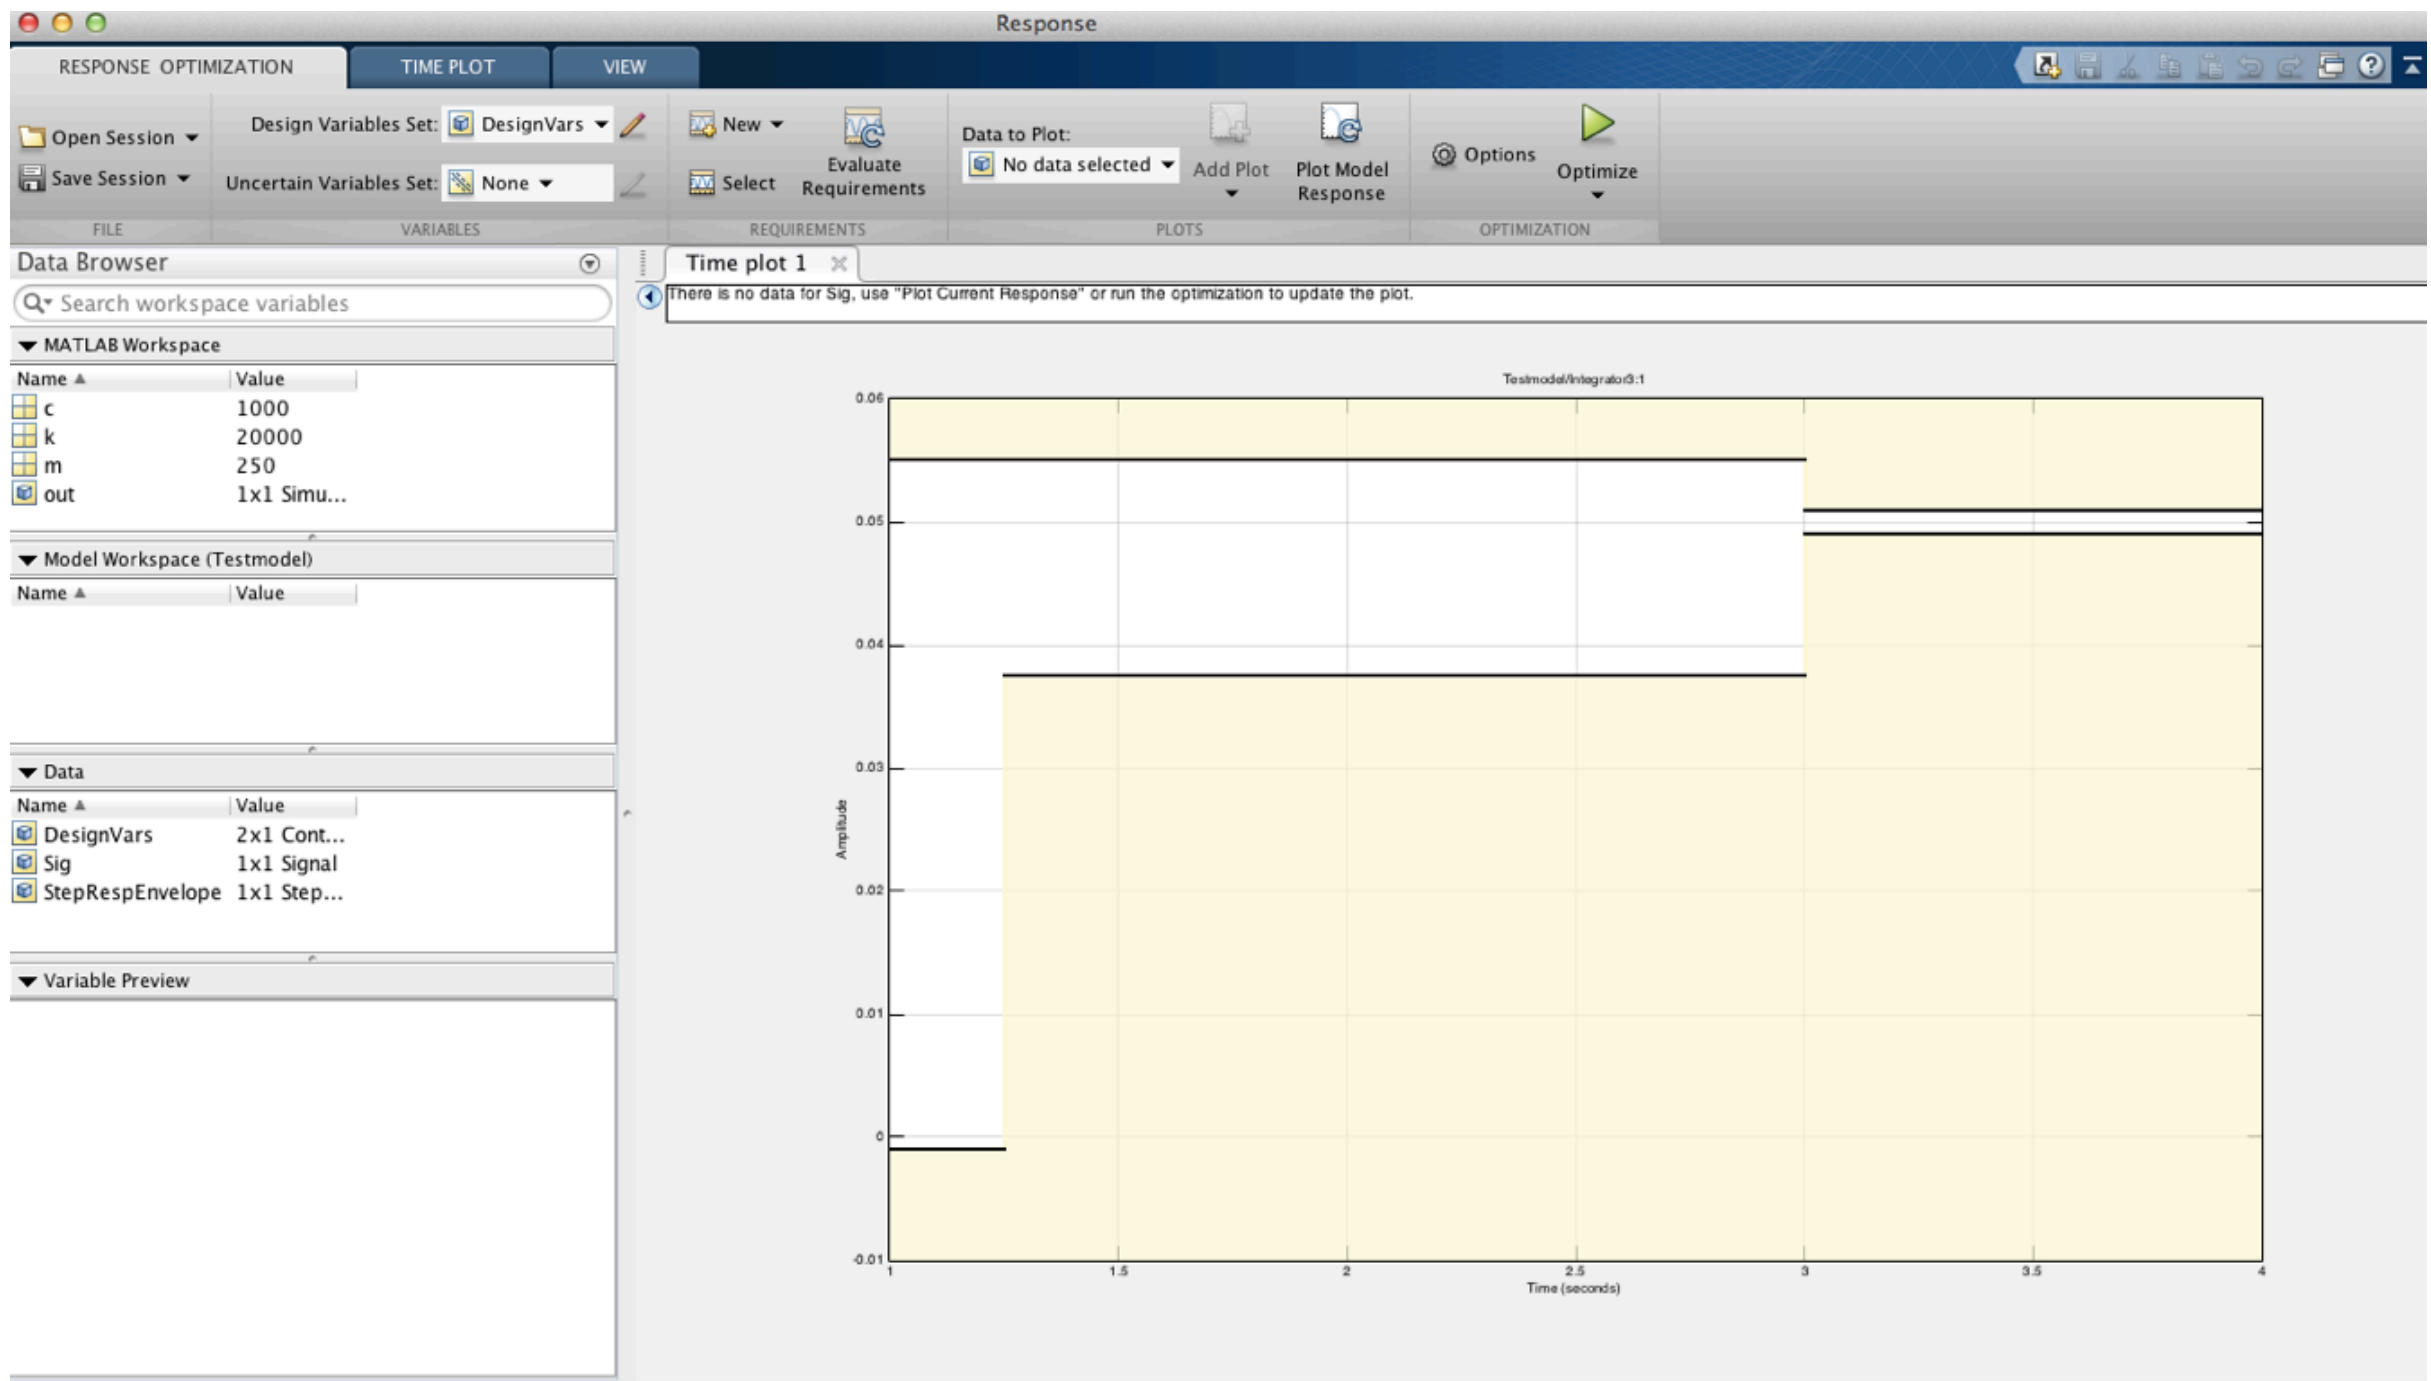 Response
RESPONSE OPTIMIZATION TIME PLOT VIEW
Open Session
Save Session
FILE
Design Variables Set: DesignVars
Uncertain Variables Set: None
VARIABLES
New
Select
Evaluate
Requirements
REQUIREMENTS
Data to Plot:
No data selected
Add Plot
Plot Model
Response
PLOTS
Options
Optimize
OPTIMIZATION
Data Browser
Search workspace variables
MATLAB Workspace
Name Value
c 1000
k 20000
m 250
out 1x1 Simu...
Model Workspace (Testmodel)
Name Value
Data
Name Value
DesignVars 2x1 Cont...
Sig 1x1 Signal
StepRespEnvelope 1x1 Step...
Variable Preview
Time plot 1
There is no data for Sig, use "Plot Current Response" or run the optimization to update the plot.
Testmodel/Integrator3:1
0.06
0.05
0.04
0.03
0.02
0.01
0
-0.01
Amplitude
1 1.5 2 2.5 3 3.5 4
Time (seconds)